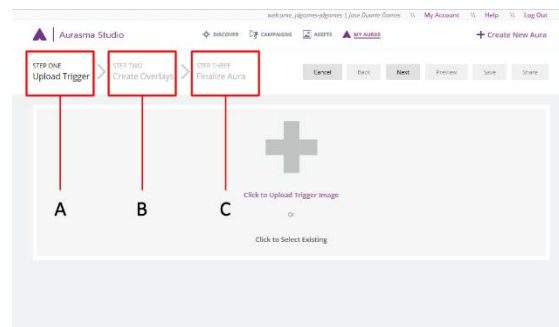 welcome, jdgomes-jdgomes | Jose Duarte Gomes \\ My Account \\ Help \\ Log Out
Aurasma Studio
DISCOVER CAMPAIGNS ASSETS MY AURAS
Create New Aura
STEP ONE
Upload Trigger
STEP TWO
Create Overlays
STEP THREE
Finalize Aura
Cancel Back Next Preview Save Share
A B C
Click to Upload Trigger Image
Or
Click to Select Existing